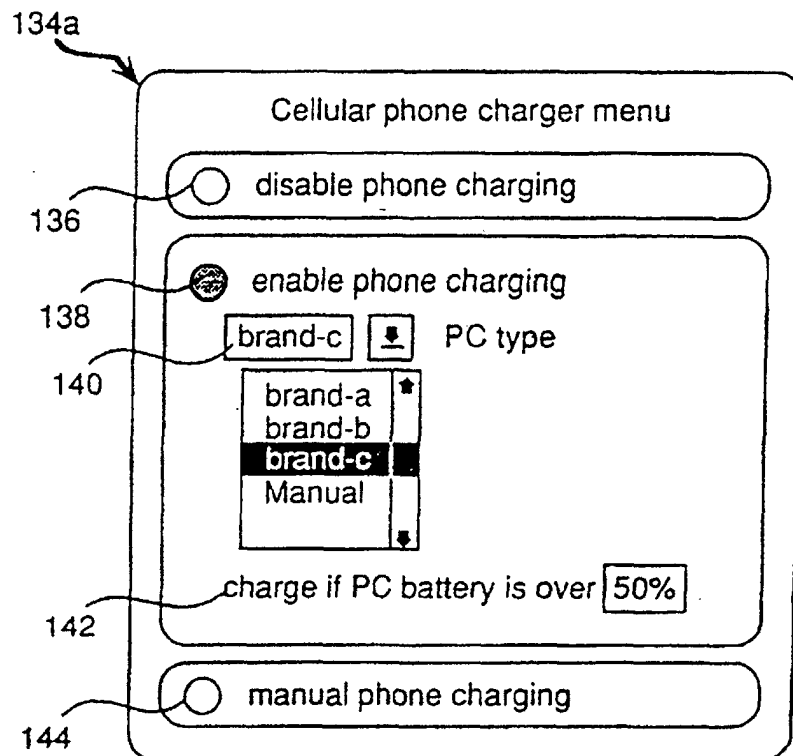 134a
Cellular phone charger menu
136
disable phone charging
138
enable phone charging
140
brand-c
PC type
brand-a
brand-b
brand-c
Manual
142
charge if PC battery is over 50%
144
manual phone charging